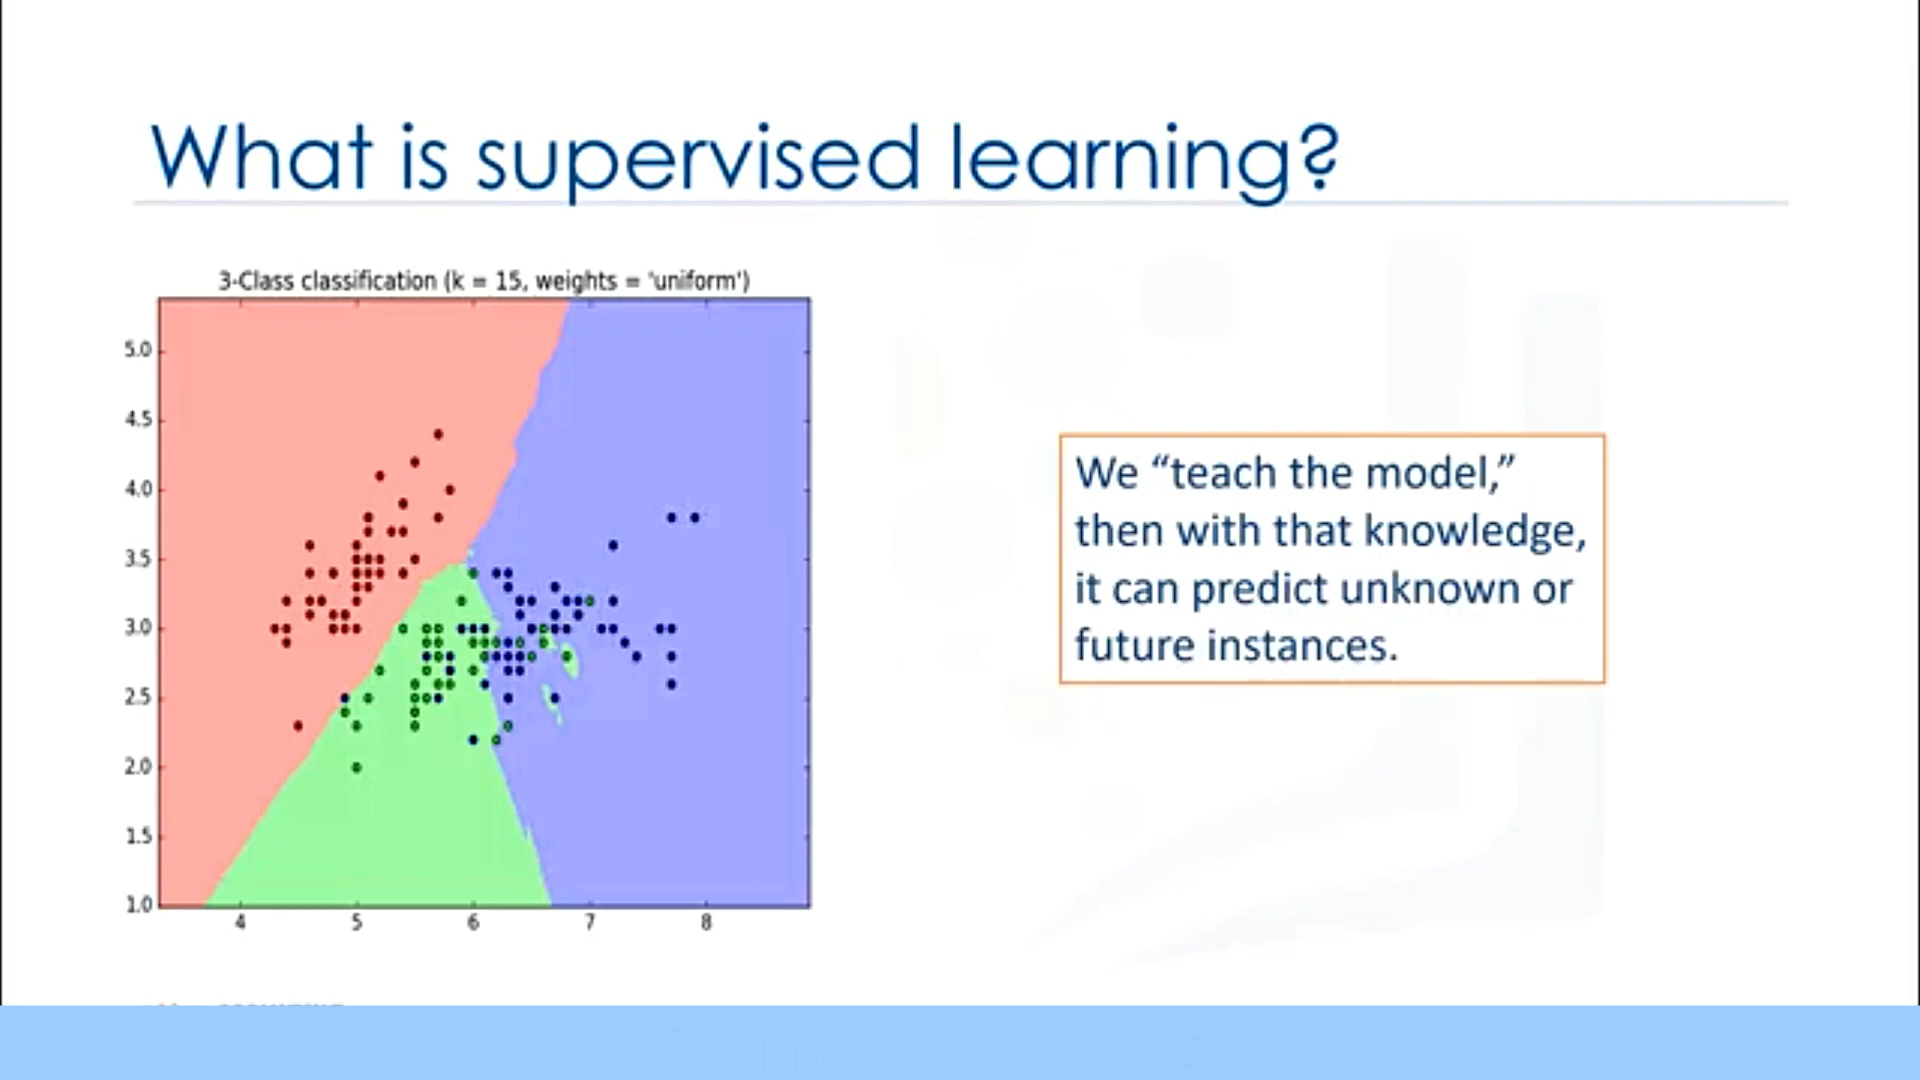 What is supervised learning?
3-Class classification (k = 15, weights = 'uniform')
5.0
4.5
4.0
3.5
3.0
2.5
2.0
1.5
1.0
4 5 6 7 8
We “teach the model,”
then with that knowledge,
it can predict unknown or
future instances.